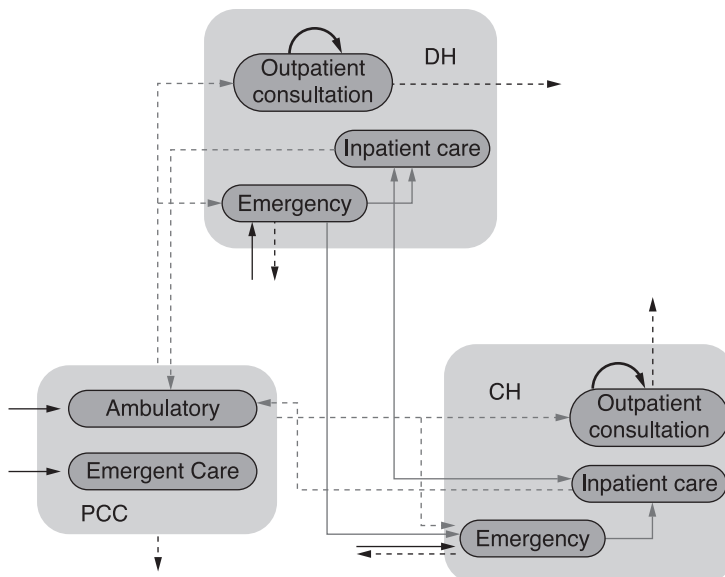 Outpatient
consultation
DH
Inpatient care
Emergency
Ambulatory
Emergent Care
PCC
CH
Outpatient
consultation
Inpatient care
Emergency